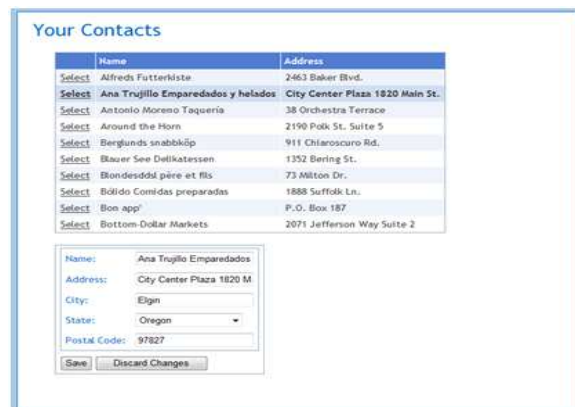 Your Contacts
Name Address
Select Alfreds Futterkiste 2463 Baker Blvd.
Select Ana Trujillo Emparedados y helados City Center Plaza 1820 Main St.
Select Antonio Moreno Taquería 38 Orchestra Terrace
Select Around the Horn 2190 Polk St. Suite 5
Select Berglunds snabbköp 911 Chiaroscuro Rd.
Select Blauer See Delikatessen 1352 Bering St.
Select Blondesddsl père et fils 73 Milton Dr.
Select Bólido Comidas preparadas 1888 Suffolk Ln.
Select Bon app' P.O. Box 187
Select Bottom-Dollar Markets 2071 Jefferson Way Suite 2
Name: Ana Trujillo Emparedados
Address: City Center Plaza 1820 M
City: Elgin
State: Oregon
Postal Code: 97827
Save Discard Changes